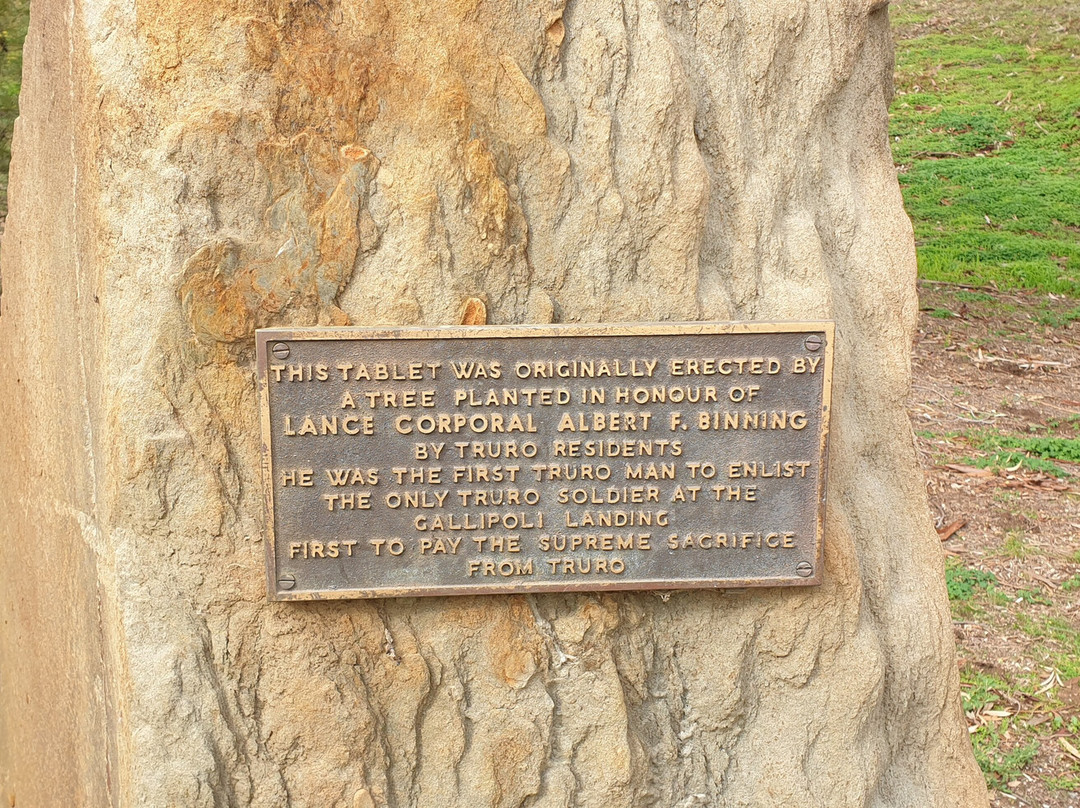 THIS TABLET WAS ORIGINALLY ERECTED BY
A TREE PLANTED IN HONOUR OF
LANCE CORPORAL ALBERT F. BINNING
BY TRURO RESIDENTS
HE WAS THE FIRST TRURO MAN TO ENLIST
THE ONLY TRURO SOLDIER AT THE
GALLIPOLI LANDING
FIRST TO PAY THE SUPREME SACRIFICE
FROM TRURO